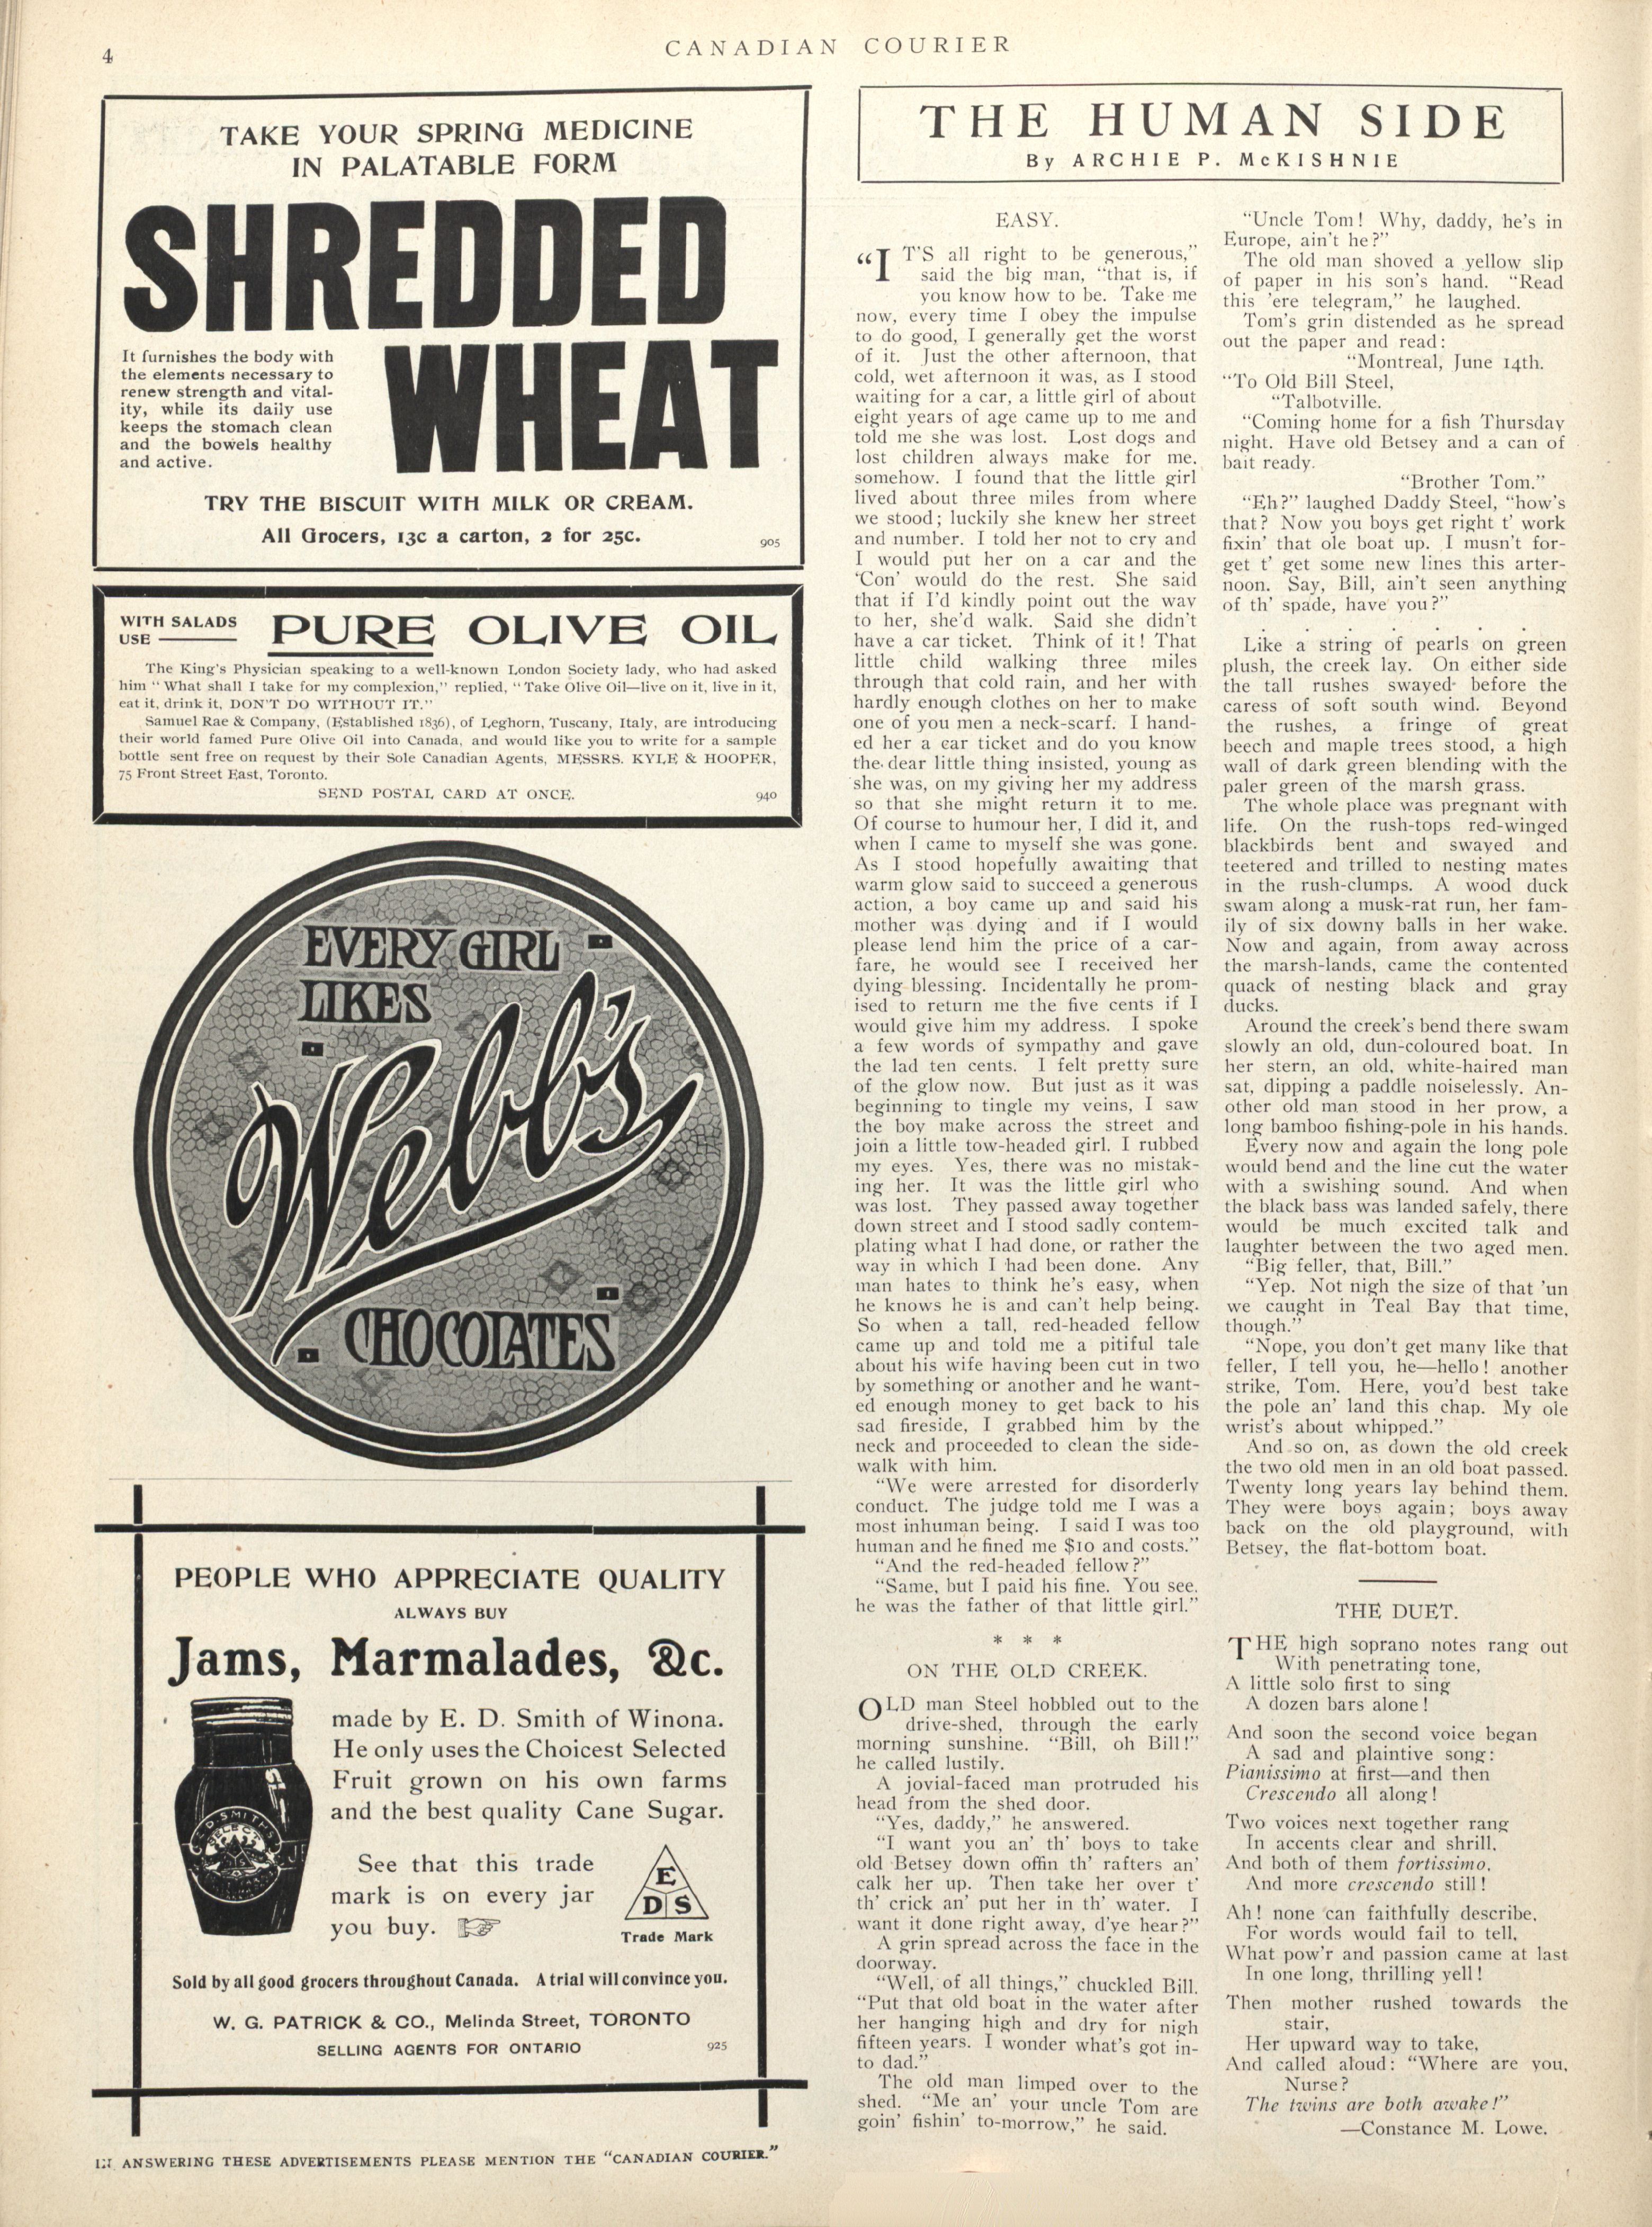 4
CANADIAN COURIER
TAKE YOUR SPRING MEDICINE
IN PALATABLE FORM
SHREDDED
WHEAT
It furnishes the body with
the elements necessary to
renew strength and vital-
ity, while its daily use
keeps the stomach clean
and the bowels healthy
and active.
TRY THE BISCUIT WITH MILK OR CREAM.
All Grocers, 13c a carton, 2 for 25c.
905
WITH SALADS
USE
PURE OLIVE OIL
The King's Physician speaking to a well-known London Society lady, who had asked
him "What shall I take for my complexion," replied, "Take Olive Oil—live on it, live in it,
eat it, drink it, DON'T DO WITHOUT IT."
Samuel Rae & Company, (Established 1836), of Leghorn, Tuscany, Italy, are introducing
their world famed Pure Olive Oil into Canada, and would like you to write for a sample
bottle sent free on request by their Sole Canadian Agents, MESSRS. KYLE & HOOPER,
75 Front Street East, Toronto.
SEND POSTAL CARD AT ONCE.
940
EVERY GIRL
LIKES
Webb's
CHOCOLATES
PEOPLE WHO APPRECIATE QUALITY
ALWAYS BUY
Jams, Marmalades, &c.
made by E. D. Smith of Winona.
He only uses the Choicest Selected
Fruit grown on his own farms
and the best quality Cane Sugar.
See that this trade
mark is on every jar
you buy.
E
D S
Trade Mark
Sold by all good grocers throughout Canada. A trial will convince you.
W. G. PATRICK & CO., Melinda Street, TORONTO
SELLING AGENTS FOR ONTARIO
925
ANSWERING THESE ADVERTISEMENTS PLEASE MENTION THE "CANADIAN COURIER."
THE HUMAN SIDE
By ARCHIE P. McKISHNIE
EASY.
"IT'S all right to be generous,"
said the big man, "that is, if
you know how to be. Take me
now, every time I obey the impulse
to do good, I generally get the worst
of it. Just the other afternoon, that
cold, wet afternoon it was, as I stood
waiting for a car, a little girl of about
eight years of age came up to me and
told me she was lost. Lost dogs and
lost children always make for me,
somehow. I found that the little girl
lived about three miles from where
we stood; luckily she knew her street
and number. I told her not to cry and
I would put her on a car and the
'Con' would do the rest. She said
that if I'd kindly point out the way
to her, she'd walk. Said she didn't
have a car ticket. Think of it! That
little child walking three miles
through that cold rain, and her with
hardly enough clothes on her to make
one of you men a neck-scarf. I hand-
ed her a car ticket and do you know
the dear little thing insisted, young as
she was, on my giving her my address
so that she might return it to me.
Of course to humour her, I did it, and
when I came to myself she was gone.
As I stood hopefully awaiting that
warm glow said to succeed a generous
action, a boy came up and said his
mother was dying and if I would
please lend him the price of a car-
fare, he would see I received her
dying blessing. Incidentally he prom-
ised to return me the five cents if I
would give him my address. I spoke
a few words of sympathy and gave
the lad ten cents. I felt pretty sure
of the glow now. But just as it was
beginning to tingle my veins, I saw
the boy make across the street and
join a little tow-headed girl. I rubbed
my eyes. Yes, there was no mistak-
ing her. It was the little girl who
was lost. They passed away together
down street and I stood sadly contem-
plating what I had done, or rather the
way in which I had been done. Any
man hates to think he's easy, when
he knows he is and can't help being.
So when a tall, red-headed fellow
came up and told me a pitiful tale
about his wife having been cut in two
by something or another and he want-
ed enough money to get back to his
sad fireside, I grabbed him by the
neck and proceeded to clean the side-
walk with him.
"We were arrested for disorderly
conduct. The judge told me I was a
most inhuman being. I said I was too
human and he fined me $10 and costs."
"And the red-headed fellow?"
"Same, but I paid his fine. You see,
he was the father of that little girl."
* * *
ON THE OLD CREEK.
OLD man Steel hobbled out to the
drive-shed, through the early
morning sunshine. "Bill, oh Bill!"
he called lustily.
A jovial-faced man protruded his
head from the shed door.
"Yes, daddy," he answered.
"I want you an' th' boys to take
old Betsey down offin th' rafters an'
calk her up. Then take her over t'
th' crick an' put her in th' water. I
want it done right away, d'ye hear?"
A grin spread across the face in the
doorway.
"Well, of all things," chuckled Bill.
"Put that old boat in the water after
her hanging high and dry for nigh
fifteen years. I wonder what's got in-
to dad."
The old man limped over to the
shed. "Me an' your uncle Tom are
goin' fishin' to-morrow," he said.
"Uncle Tom! Why, daddy, he's in
Europe, ain't he?"
The old man shoved a yellow slip
of paper in his son's hand. "Read
this 'ere telegram," he laughed.
Tom's grin distended as he spread
out the paper and read:
"Montreal, June 14th.
"To Old Bill Steel,
"Talbotville.
"Coming home for a fish Thursday
night. Have old Betsey and a can of
bait ready.
"Brother Tom."
"Eh?" laughed Daddy Steel, "how's
that? Now you boys get right t' work
fixin' that ole boat up. I musn't for-
get t' get some new lines this arter-
noon. Say, Bill, ain't seen anything
of th' spade, have you?"
. . . . . .
Like a string of pearls on green
plush, the creek lay. On either side
the tall rushes swayed before the
caress of soft south wind. Beyond
the rushes, a fringe of great
beech and maple trees stood, a high
wall of dark green blending with the
paler green of the marsh grass.
The whole place was pregnant with
life. On the rush-tops red-winged
blackbirds bent and swayed and
teetered and trilled to nesting mates
in the rush-clumps. A wood duck
swam along a musk-rat run, her fam-
ily of six downy balls in her wake.
Now and again, from away across
the marsh-lands, came the contented
quack of nesting black and gray
ducks.
Around the creek's bend there swam
slowly an old, dun-coloured boat. In
her stern, an old, white-haired man
sat, dipping a paddle noiselessly. An-
other old man stood in her prow, a
long bamboo fishing-pole in his hands.
Every now and again the long pole
would bend and the line cut the water
with a swishing sound. And when
the black bass was landed safely, there
would be much excited talk and
laughter between the two aged men.
"Big feller, that, Bill."
"Yep. Not nigh the size of that 'un
we caught in Teal Bay that time,
though."
"Nope, you don't get many like that
feller, I tell you, he—hello! another
strike, Tom. Here, you'd best take
the pole an' land this chap. My ole
wrist's about whipped."
And so on, as down the old creek
the two old men in an old boat passed.
Twenty long years lay behind them.
They were boys again; boys away
back on the old playground, with
Betsey, the flat-bottom boat.
THE DUET.
THE high soprano notes rang out
With penetrating tone,
A little solo first to sing
A dozen bars alone!
And soon the second voice began
A sad and plaintive song:
Pianissimo at first—and then
Crescendo all along!
Two voices next together rang
In accents clear and shrill,
And both of them fortissimo,
And more crescendo still!
Ah! none can faithfully describe,
For words would fail to tell,
What pow'r and passion came at last
In one long, thrilling yell!
Then mother rushed towards the
stair,
Her upward way to take,
And called aloud: "Where are you,
Nurse?
The twins are both awake!"
—Constance M. Lowe.